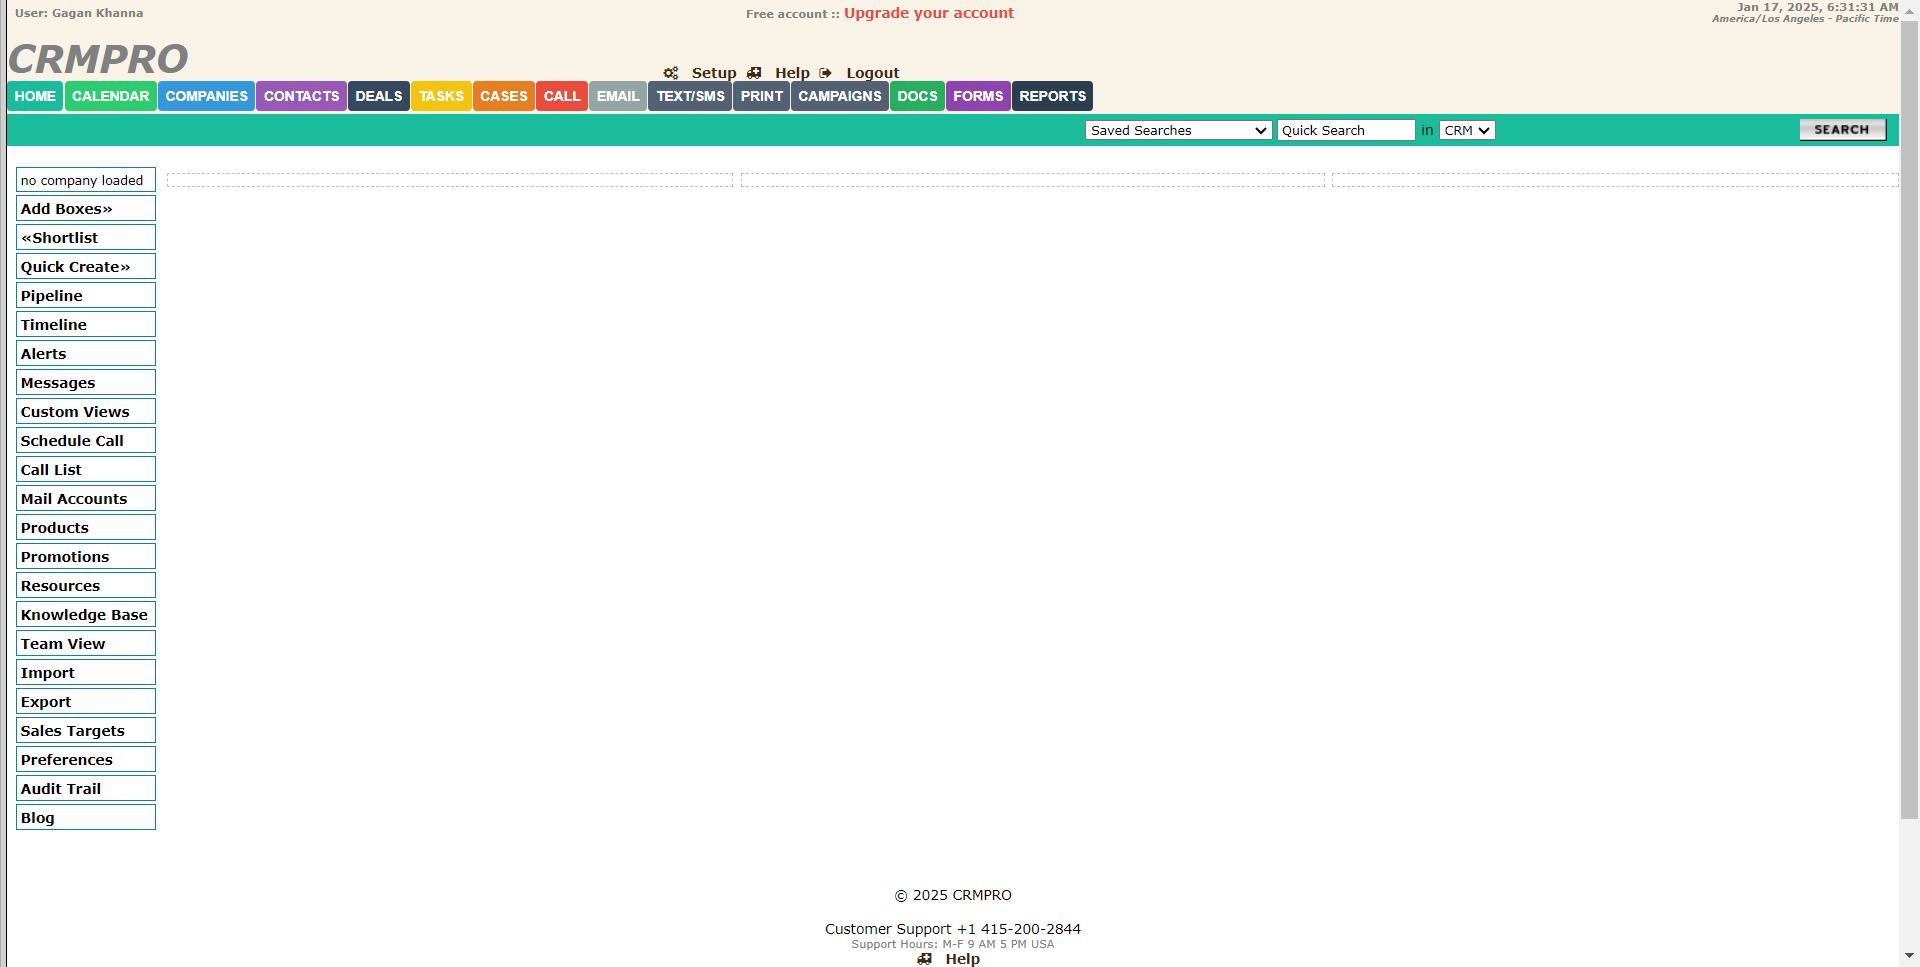 User: Gagan Khanna
Free account :: Upgrade your account
Jan 17, 2025, 6:31:31 AM
America/Los Angeles - Pacific Time
CRMPRO
Setup Help Logout
HOME CALENDAR COMPANIES CONTACTS DEALS TASKS CASES CALL EMAIL TEXT/SMS PRINT CAMPAIGNS DOCS FORMS REPORTS
Saved Searches Quick Search in CRM SEARCH
no company loaded
Add Boxes»
«Shortlist
Quick Create»
Pipeline
Timeline
Alerts
Messages
Custom Views
Schedule Call
Call List
Mail Accounts
Products
Promotions
Resources
Knowledge Base
Team View
Import
Export
Sales Targets
Preferences
Audit Trail
Blog
© 2025 CRMPRO
Customer Support +1 415-200-2844
Support Hours: M-F 9 AM 5 PM USA
Help